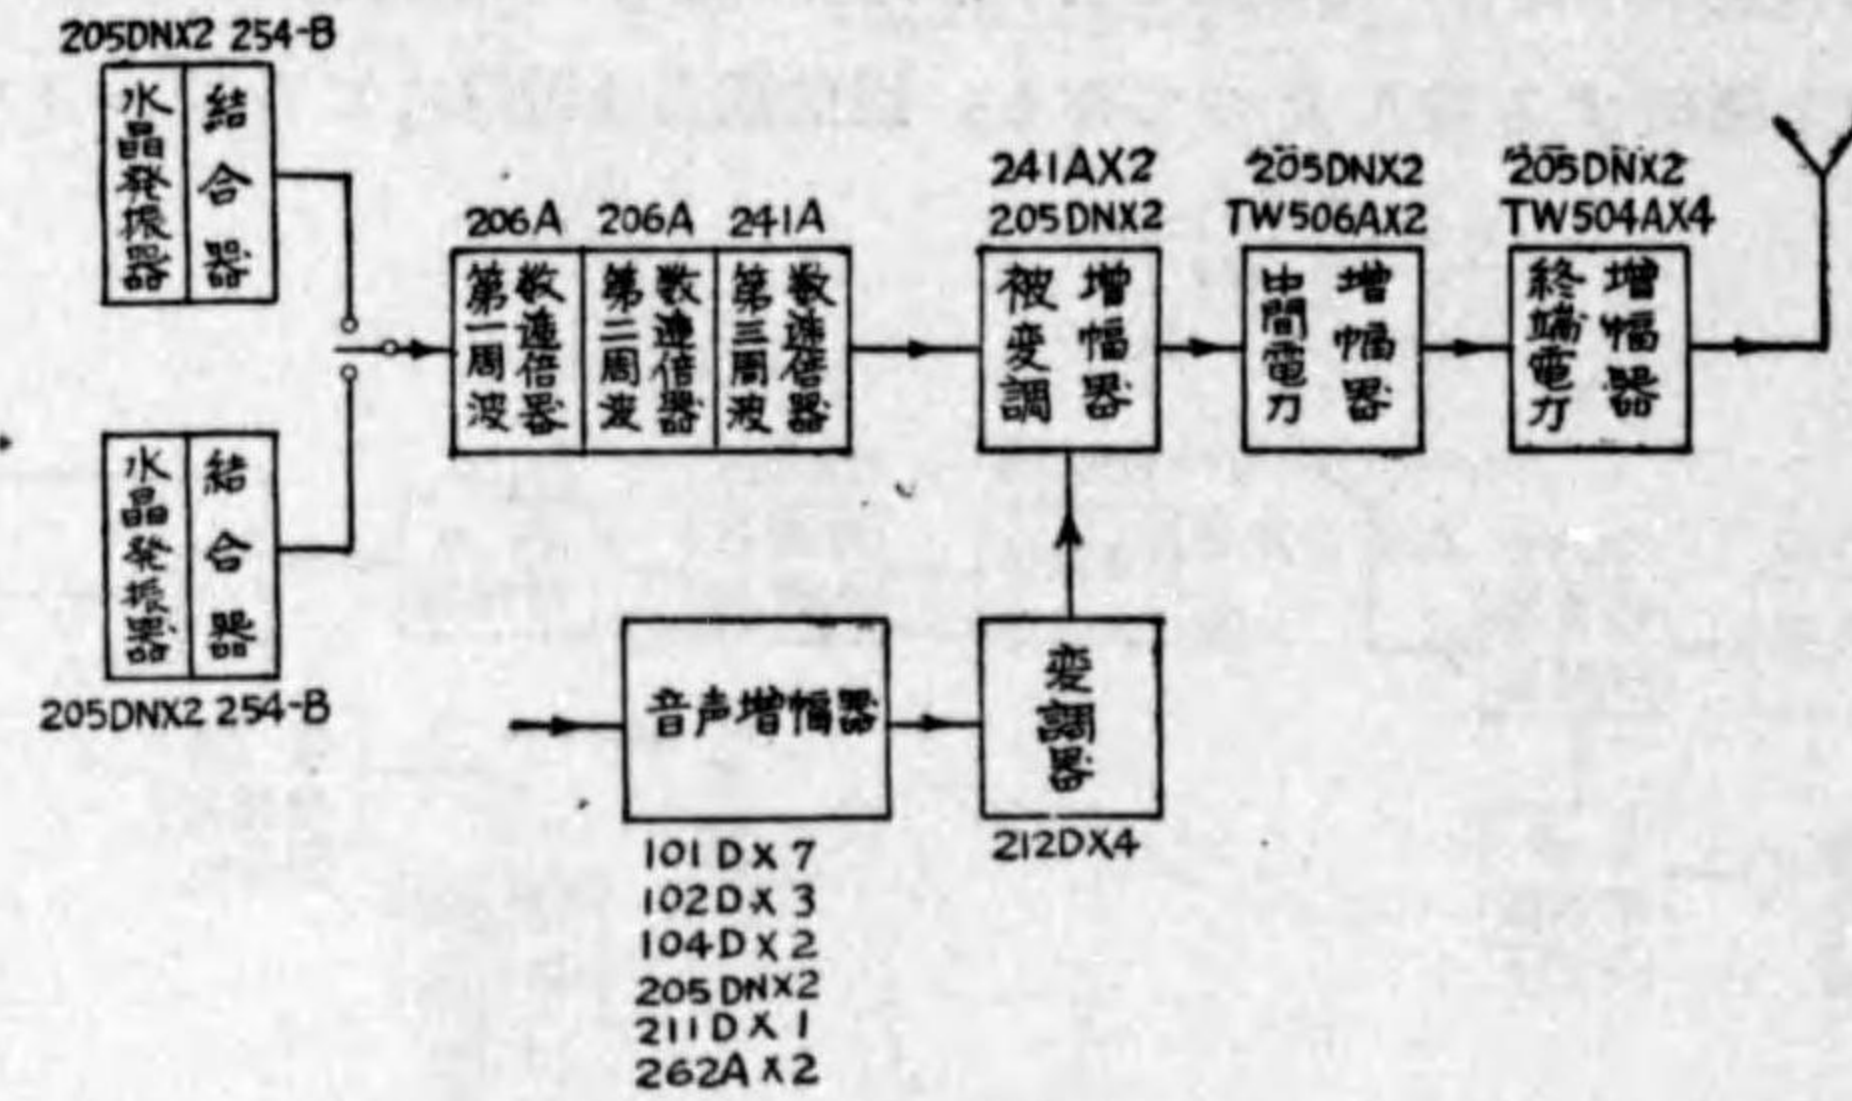 205DNX2 254-B
水晶発振器
結合器
206A 206A 241A
第一周波
数逓倍器
第二周波
数逓倍器
第三周波
数逓倍器
241AX2
205DNX2
被変調
増幅器
205DNX2
TW506AX2
中間電力
増幅器
205DNX2
TW504AX4
終端電力
増幅器
水晶発振器
結合器
205DNX2 254-B
音声増幅器
101DX7
102DX3
104DX2
205DNX2
211DX1
262AX2
変調器
212DX4